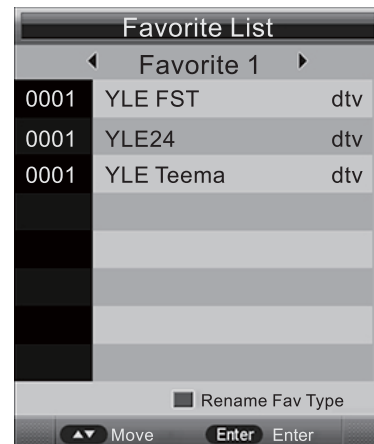 Favorite List
Favorite 1
0001 YLE FST dtv
0001 YLE24 dtv
0001 YLE Teema dtv
Rename Fav Type
Move Enter Enter